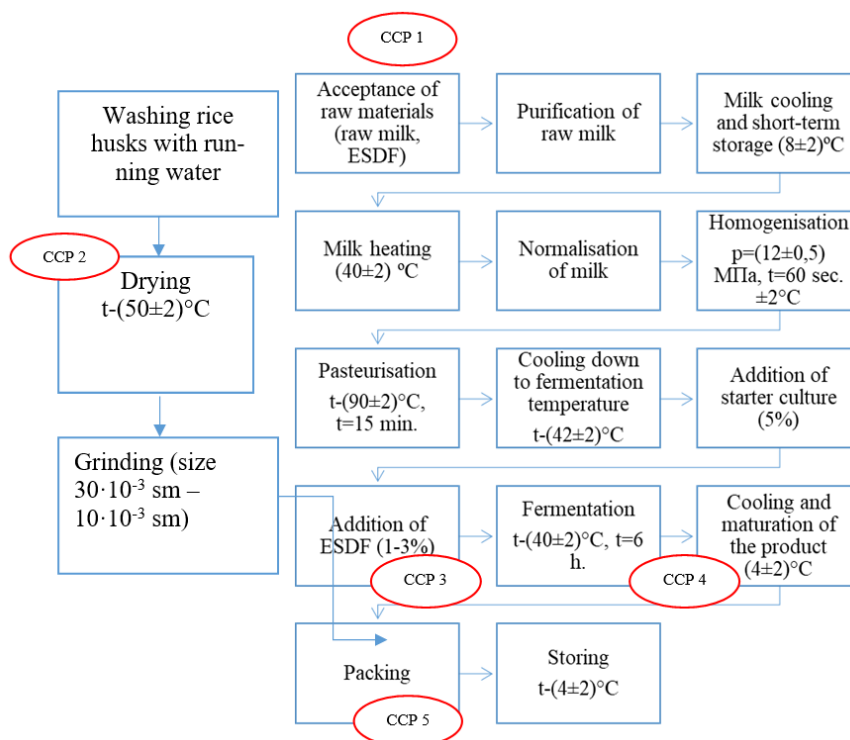 CCP 1
Acceptance of
raw materials
(raw milk,
ESDF)
Purification of
raw milk
Milk cooling
and short-term
storage (8±2)ºC
Washing rice
husks with run-
ning water
CCP 2
Drying
t-(50±2)°C
Grinding (size
30·10⁻³ sm –
10·10⁻³ sm)
Milk heating
(40±2) ºC
Normalisation
of milk
Homogenisation
p=(12±0,5)
МПа, t=60 sec.
±2°C
Pasteurisation
t-(90±2)°C,
t=15 min.
Cooling down
to fermentation
temperature
t-(42±2)°C
Addition of
starter culture
(5%)
Addition of
ESDF (1-3%)
CCP 3
Fermentation
t-(40±2)°C, t=6
h.
CCP 4
Cooling and
maturation of
the product
(4±2)°C
Packing
CCP 5
Storing
t-(4±2)°C